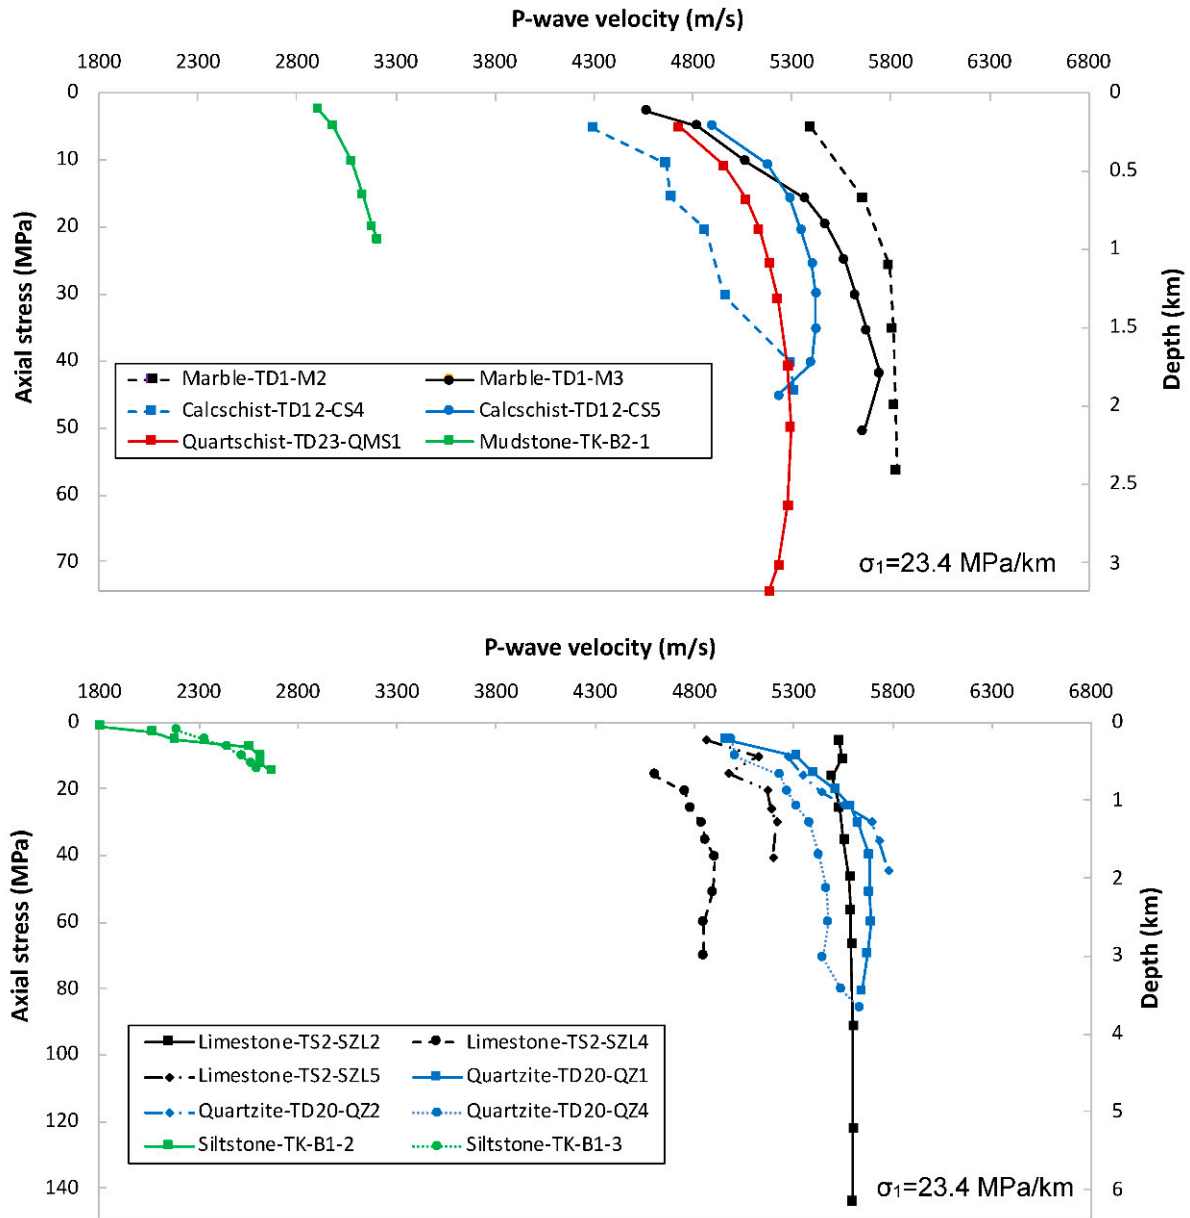 P-wave velocity (m/s)
1800 2300 2800 3300 3800 4300 4800 5300 5800 6300 6800
0 0
10
0.5
20
1
30
1.5
40
2
50
2.5
60
3
70
Axial stress (MPa)
Depth (km)
Marble-TD1-M2 Marble-TD1-M3
Calcschist-TD12-CS4 Calcschist-TD12-CS5
Quartschist-TD23-QMS1 Mudstone-TK-B2-1
σ1=23.4 MPa/km
P-wave velocity (m/s)
1800 2300 2800 3300 3800 4300 4800 5300 5800 6300 6800
0 0
20
1
40
2
60
3
80
4
100
5
120
6
140
Axial stress (MPa)
Depth (km)
Limestone-TS2-SZL2 Limestone-TS2-SZL4
Limestone-TS2-SZL5 Quartzite-TD20-QZ1
Quartzite-TD20-QZ2 Quartzite-TD20-QZ4
Siltstone-TK-B1-2 Siltstone-TK-B1-3
σ1=23.4 MPa/km